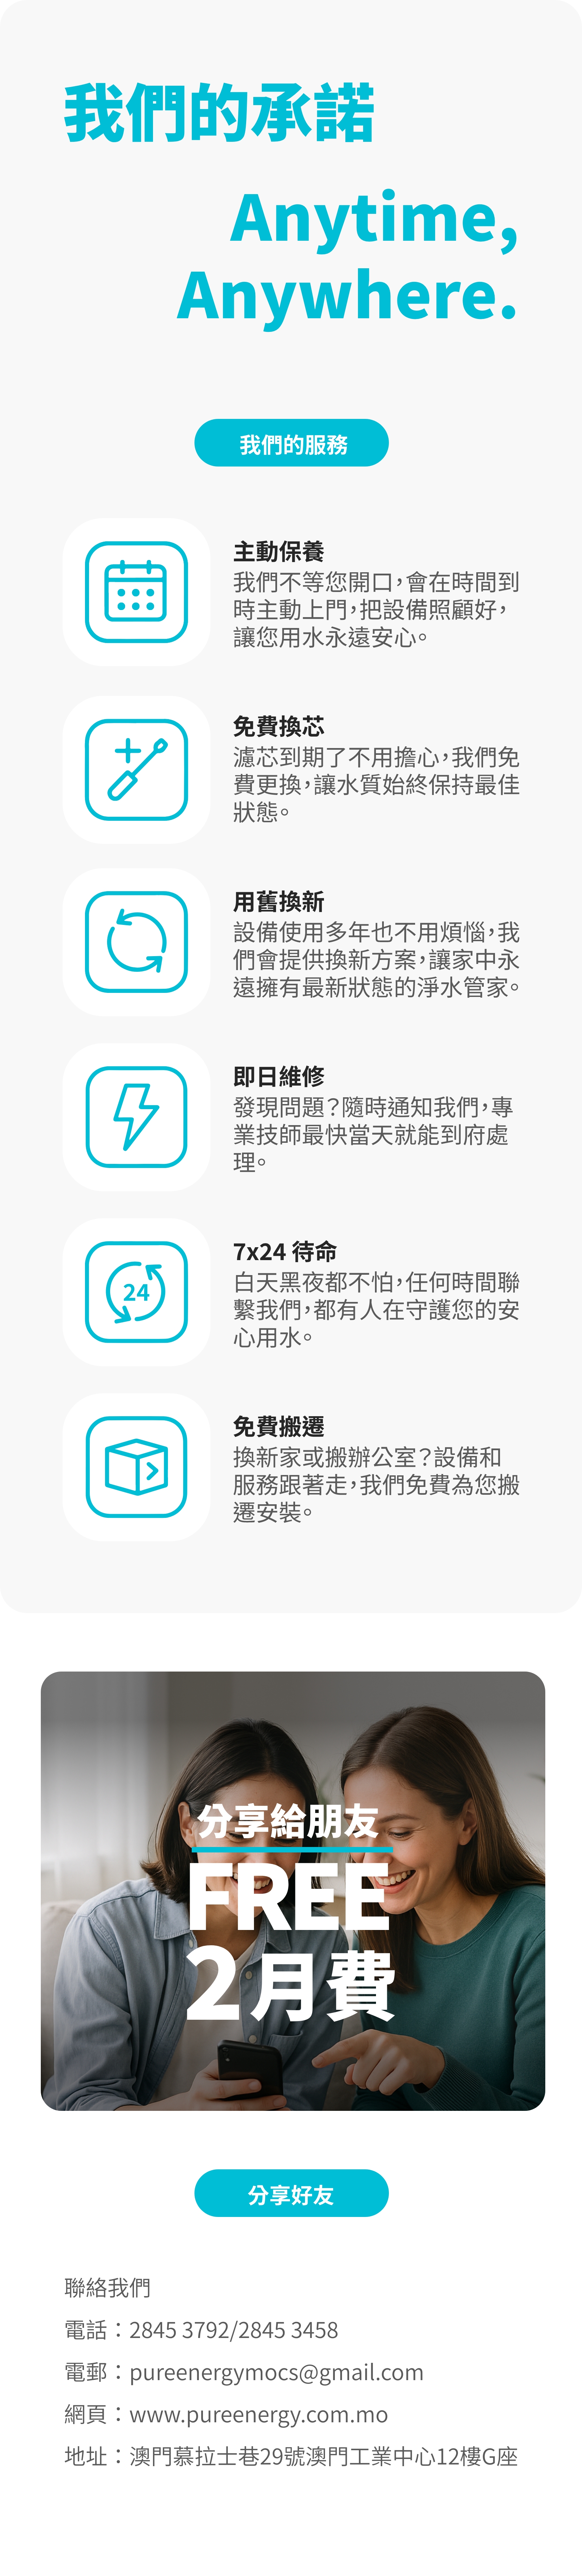 我們的承諾
Anytime,
Anywhere.
我們的服務
主動保養
我們不等您開口，會在時間到
時主動上門，把設備照顧好，
讓您用水永遠安心。
免費換芯
濾芯到期了不用擔心，我們免
費更換，讓水質始終保持最佳
狀態。
用舊換新
設備使用多年也不用煩惱，我
們會提供換新方案，讓家中永
遠擁有最新狀態的淨水管家。
即日維修
發現問題？隨時通知我們，專
業技師最快當天就能到府處
理。
7x24 待命
24
白天黑夜都不怕，任何時間聯
繫我們，都有人在守護您的安
心用水。
免費搬遷
換新家或搬辦公室？設備和
服務跟著走，我們免費為您搬
遷安裝。
分享給朋友
FREE
2月費
分享好友
聯絡我們
電話：2845 3792/2845 3458
電郵：pureenergymocs@gmail.com
網頁：www.pureenergy.com.mo
地址：澳門慕拉士巷29號澳門工業中心12樓G座